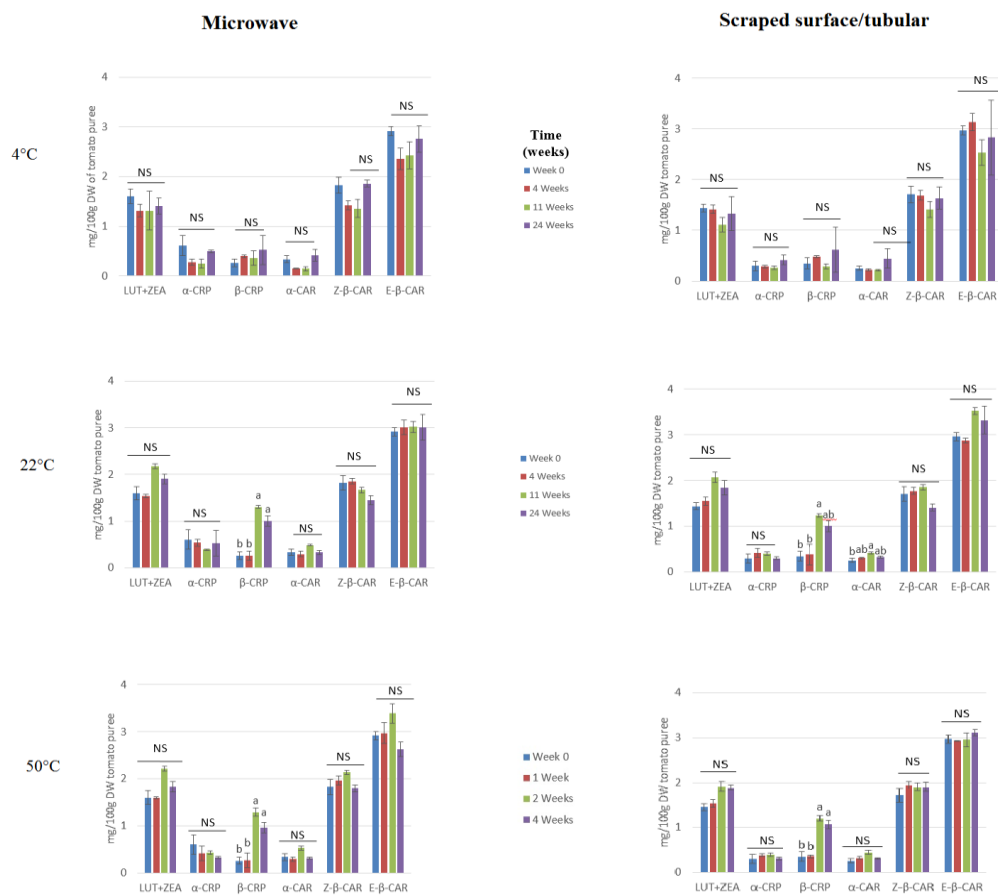 Microwave
Scraped surface/tubular
4°C
mg/100g DW of tomato puree
4
3
2
1
0
NS
NS
NS
NS
NS
NS
LUT+ZEA α-CRP β-CRP α-CAR Z-β-CAR E-β-CAR
Time
(weeks)
Week 0
4 Weeks
11 Weeks
24 Weeks
mg/100g DW tomato puree
4
3
2
1
0
NS
NS
NS
NS
NS
NS
LUT+ZEA α-CRP β-CRP α-CAR Z-β-CAR E-β-CAR
22°C
mg/100g DW tomato puree
4
3
2
1
0
NS
NS
b b a a
NS
NS
NS
LUT+ZEA α-CRP β-CRP α-CAR Z-β-CAR E-β-CAR
Week 0
4 Weeks
11 Weeks
24 Weeks
mg/100g DW tomato puree
4
3
2
1
0
NS
NS
b b a ab
b ab a ab
NS
NS
LUT+ZEA α-CRP β-CRP α-CAR Z-β-CAR E-β-CAR
50°C
mg/100g DW tomato puree
4
3
2
1
0
NS
NS
b b a a
NS
NS
NS
LUT+ZEA α-CRP β-CRP α-CAR Z-β-CAR E-β-CAR
Week 0
1 Week
2 Weeks
4 Weeks
mg/100g DW tomato puree
4
3
2
1
0
NS
NS
b b a a
NS
NS
NS
LUT+ZEA α-CRP β-CRP α-CAR Z-β-CAR E-β-CAR